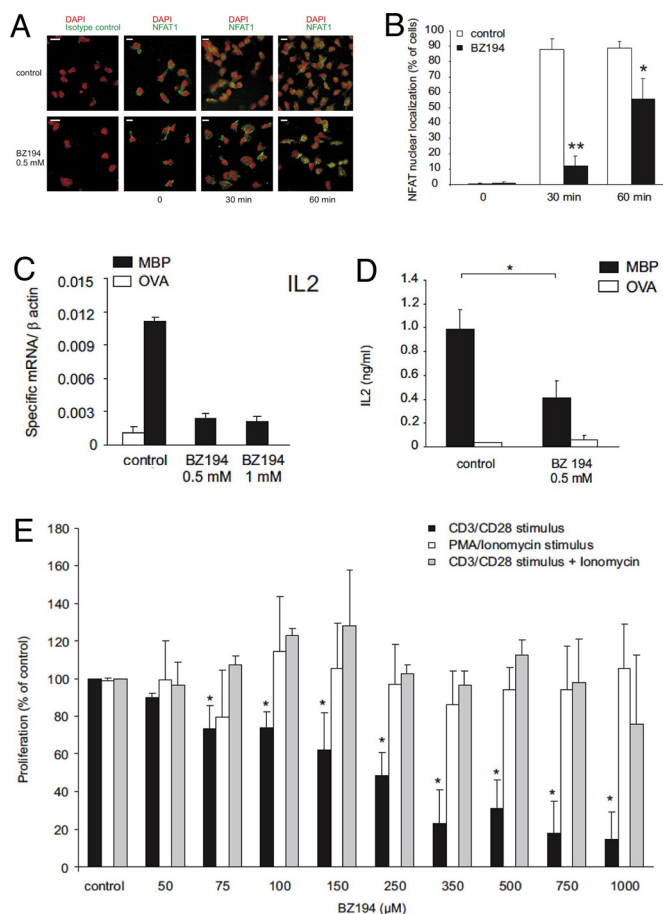 A
DAPI
Isotype control
DAPI
NFAT1
DAPI
NFAT1
DAPI
NFAT1
control
BZ194
0.5 mM
0
30 min
60 min
B
control
BZ194
NFAT nuclear localization (% of cells)
100
90
80
70
60
50
40
30
20
10
0
**
*
0
30 min
60 min
C
MBP
OVA
IL2
Specific mRNA/ β actin
0.015
0.012
0.009
0.006
0.003
0
control
BZ194
0.5 mM
BZ194
1 mM
D
MBP
OVA
*
IL2 (ng/ml)
1.4
1.2
1.0
0.8
0.6
0.4
0.2
0
control
BZ 194
0.5 mM
E
CD3/CD28 stimulus
PMA/Ionomycin stimulus
CD3/CD28 stimulus + Ionomycin
Proliferation (% of control)
180
160
140
120
100
80
60
40
20
0
* * * * * * * *
control 50 75 100 150 250 350 500 750 1000
BZ194 (µM)